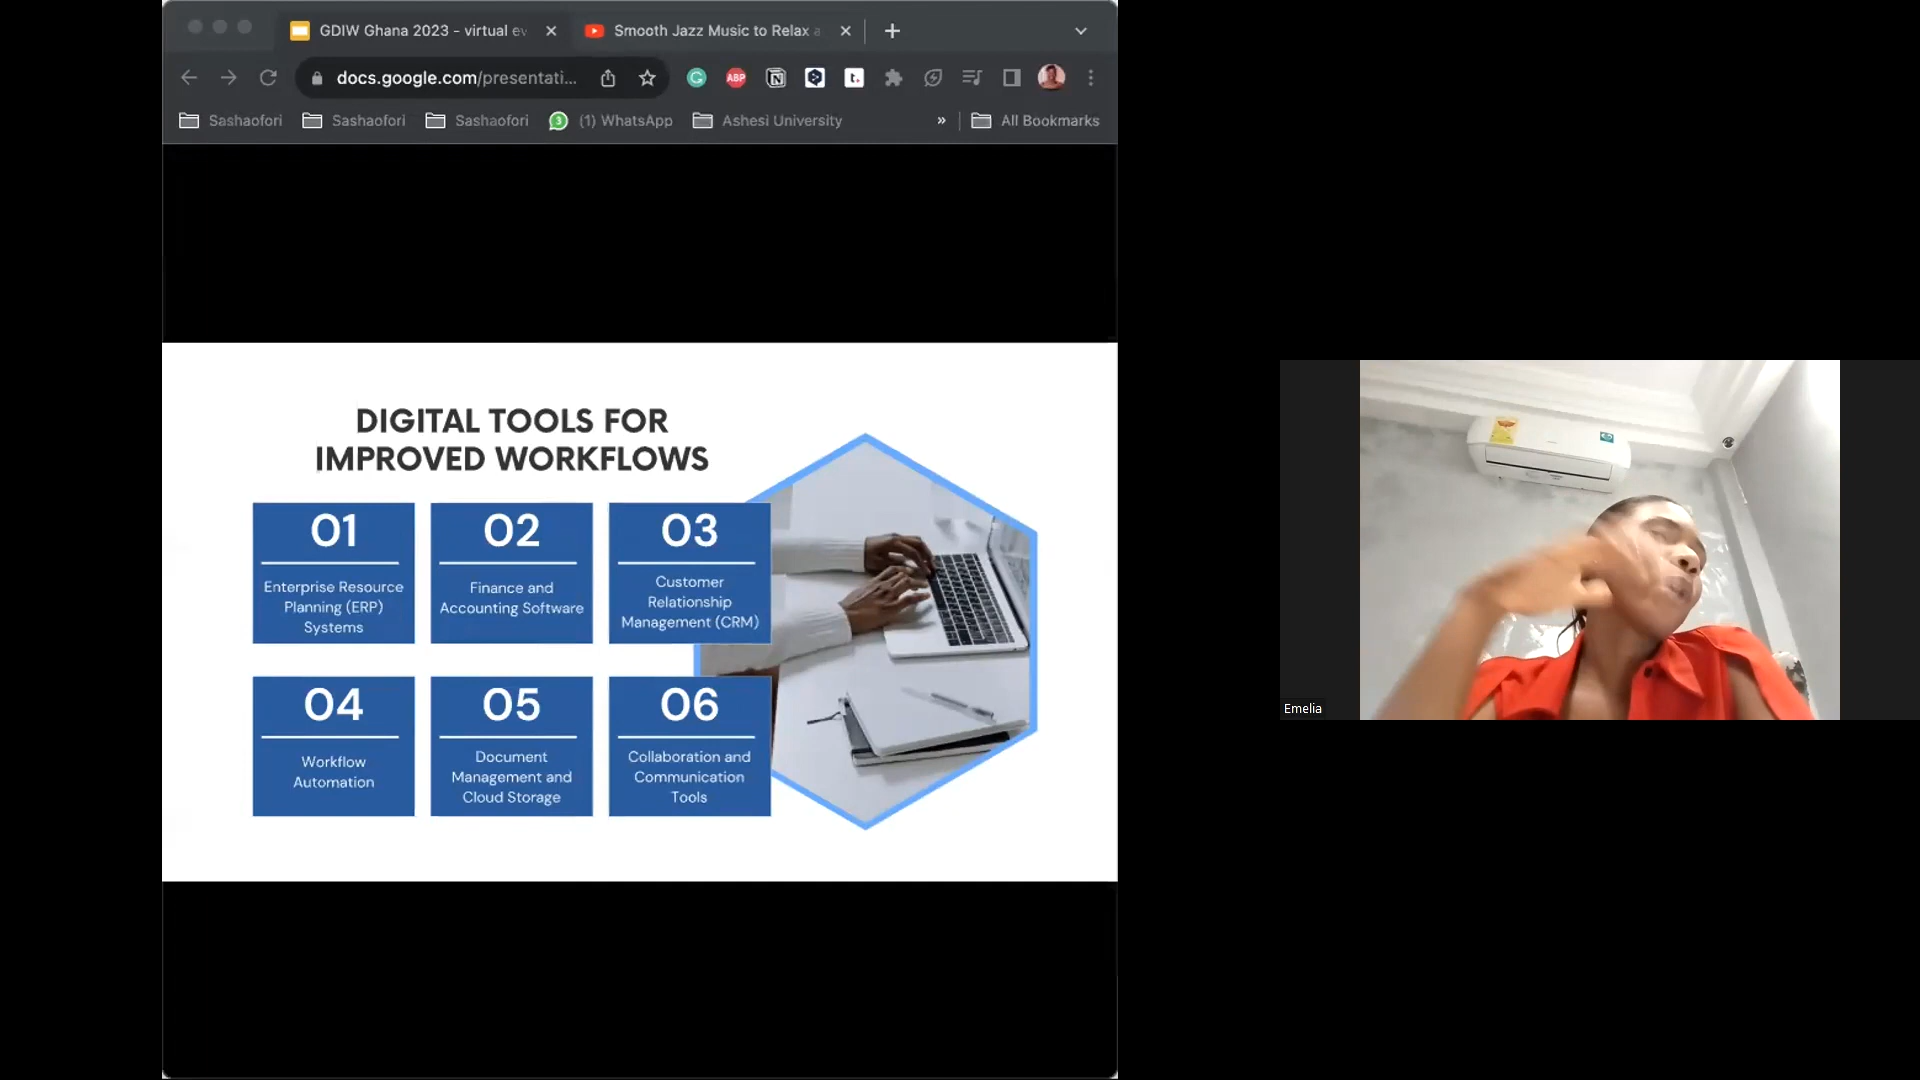 GDIW Ghana 2023 - virtual ev
Smooth Jazz Music to Relax a
docs.google.com/presentati...
ABP
t.
Sashaofori
Sashaofori
Sashaofori
3
(1) WhatsApp
Ashesi University
»
All Bookmarks
DIGITAL TOOLS FOR
IMPROVED WORKFLOWS
01
Enterprise Resource
Planning (ERP)
Systems
02
Finance and
Accounting Software
03
Customer
Relationship
Management (CRM)
04
Workflow
Automation
05
Document
Management and
Cloud Storage
06
Collaboration and
Communication
Tools
Emelia